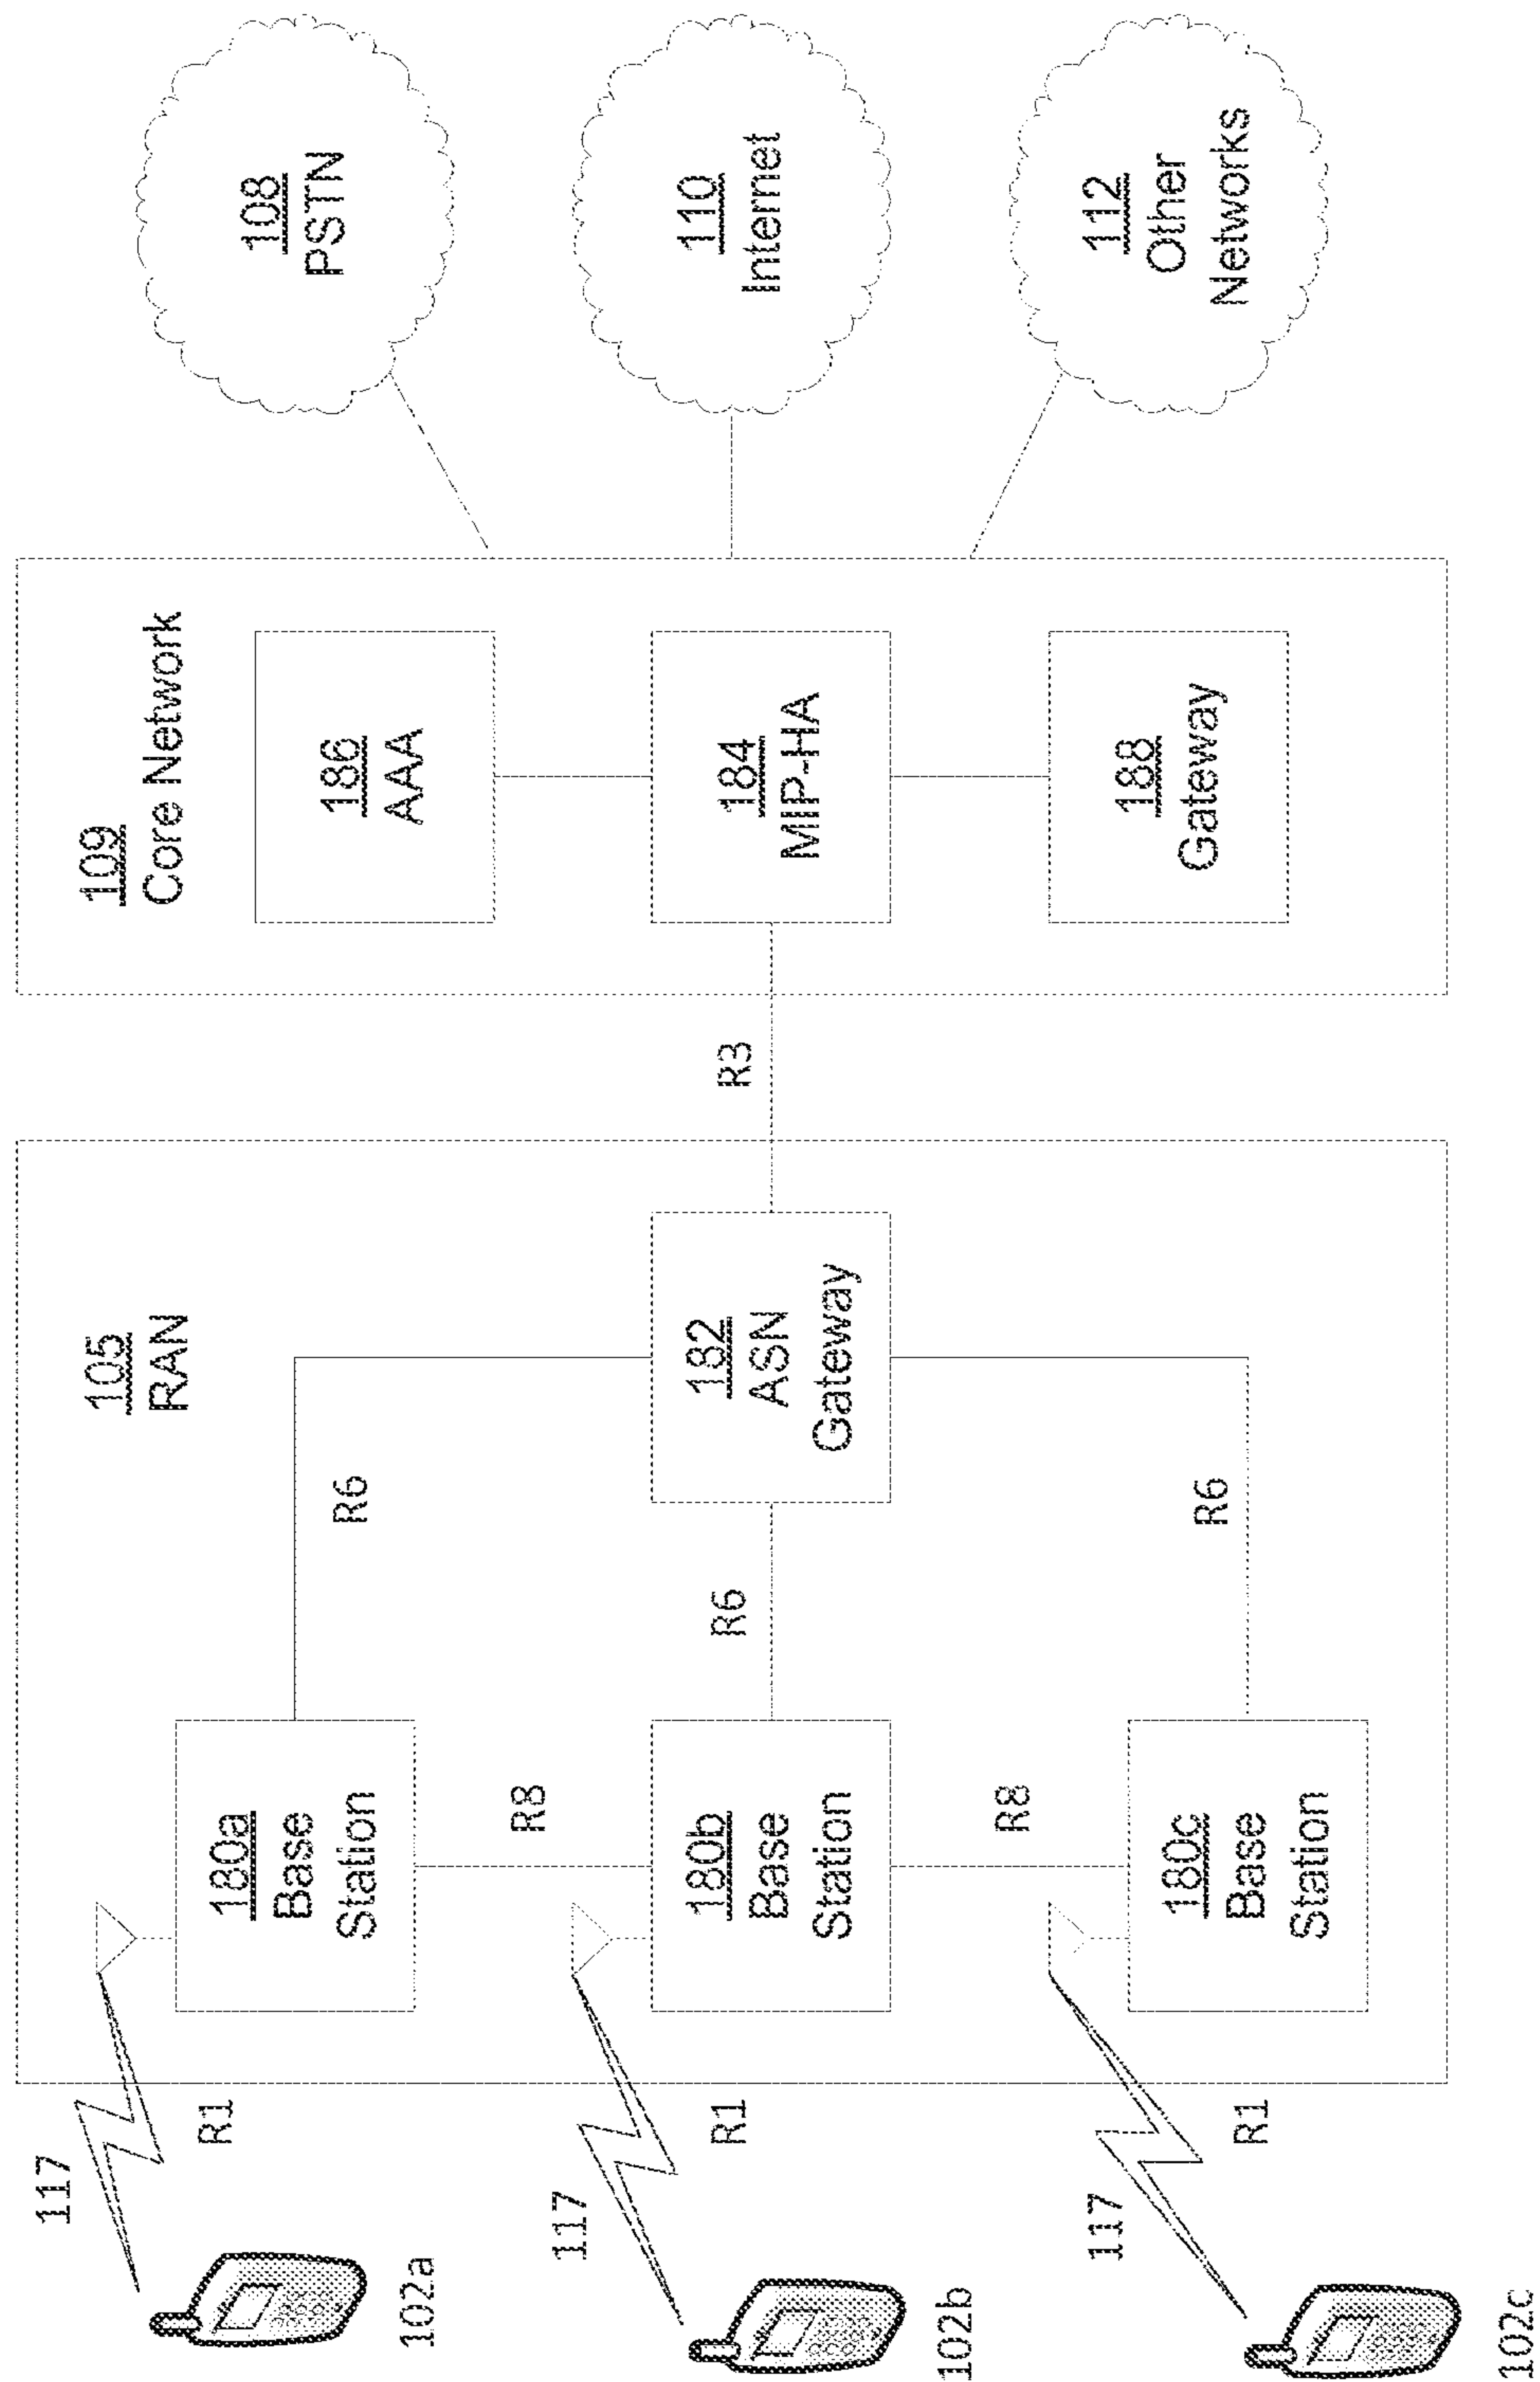 117
102a
R1
117
102b
R1
117
102c
R1
105
RAN
180a
Base
Station
R8
180b
Base
Station
R8
180c
Base
Station
R6
R6
R6
182
ASN
Gateway
R3
109
Core Network
186
AAA
184
MIP-HA
188
Gateway
108
PSTN
110
Internet
112
Other
Networks